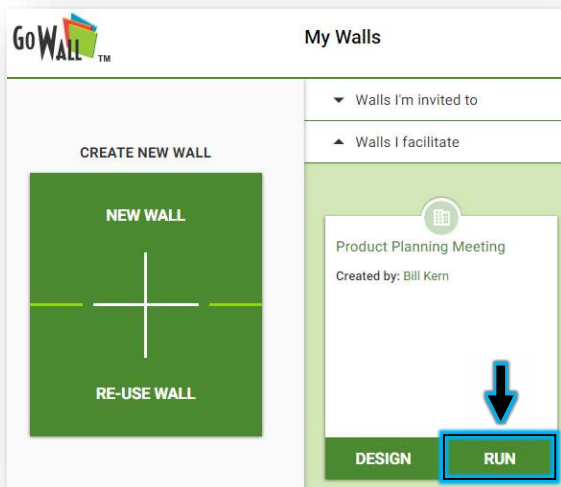 GoWALL TM
My Walls
Walls I'm invited to
Walls I facilitate
CREATE NEW WALL
NEW WALL
RE-USE WALL
Product Planning Meeting
Created by: Bill Kern
DESIGN
RUN